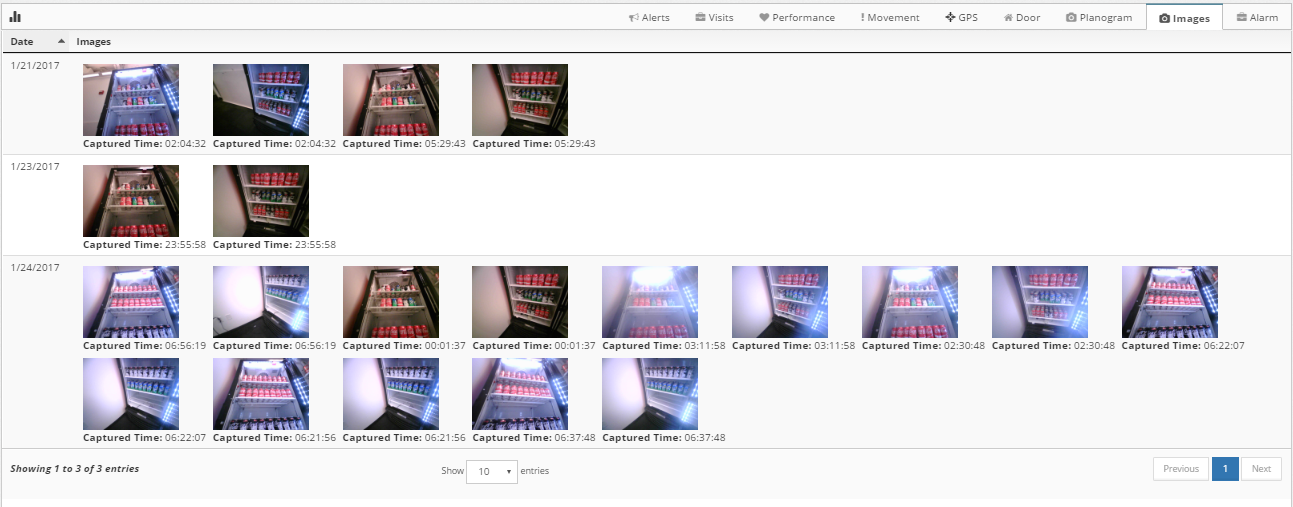 Alerts Visits Performance Movement GPS Door Planogram Images Alarm
Date Images
1/21/2017
Captured Time: 02:04:32 Captured Time: 02:04:32 Captured Time: 05:29:43 Captured Time: 05:29:43
1/23/2017
Captured Time: 23:55:58 Captured Time: 23:55:58
1/24/2017
Captured Time: 06:56:19 Captured Time: 06:56:19 Captured Time: 00:01:37 Captured Time: 00:01:37 Captured Time: 03:11:58 Captured Time: 03:11:58 Captured Time: 02:30:48 Captured Time: 02:30:48 Captured Time: 06:22:07
Captured Time: 06:22:07 Captured Time: 06:21:56 Captured Time: 06:21:56 Captured Time: 06:37:48 Captured Time: 06:37:48
Showing 1 to 3 of 3 entries Show 10 entries Previous 1 Next